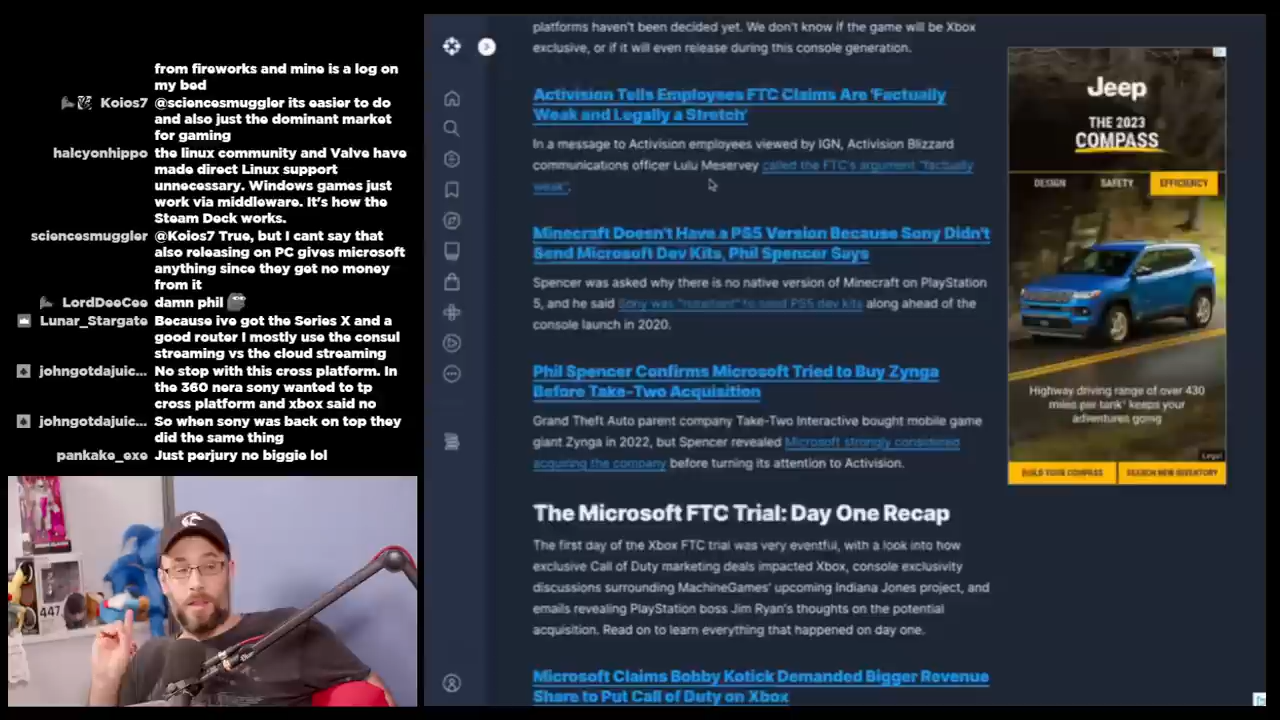 from fireworks and mine is a log on
my bed
Koios7 @sciencesmuggler its easier to do
and also just the dominant market
for gaming
halcyonhippo the linux community and Valve have
made direct Linux support
unnecessary. Windows games just
work via middleware. It's how the
Steam Deck works.
sciencesmuggler @Koios7 True, but I cant say that
also releasing on PC gives microsoft
anything since they get no money
from it
LordDeeCee damn phil
Lunar_Stargate Because ive got the Series X and a
good router I mostly use the consul
streaming vs the cloud streaming
johngotdajuic... No stop with this cross platform. In
the 360 nera sony wanted to tp
cross platform and xbox said no
johngotdajuic... So when sony was back on top they
did the same thing
pankake_exe Just perjury no biggie lol
447
platforms haven't been decided yet. We don't know if the game will be Xbox
exclusive, or if it will even release during this console generation.
Activision Tells Employees FTC Claims Are 'Factually
Weak and Legally a Stretch'
In a message to Activision employees viewed by IGN, Activision Blizzard
communications officer Lulu Meservey called the FTC's argument "factually
weak".
Minecraft Doesn't Have a PS5 Version Because Sony Didn't
Send Microsoft Dev Kits, Phil Spencer Says
Spencer was asked why there is no native version of Minecraft on PlayStation
5, and he said Sony was "resistant" to send PS5 dev kits along ahead of the
console launch in 2020.
Phil Spencer Confirms Microsoft Tried to Buy Zynga
Before Take-Two Acquisition
Grand Theft Auto parent company Take-Two Interactive bought mobile game
giant Zynga in 2022, but Spencer revealed Microsoft strongly considered
acquiring the company before turning its attention to Activision.
The Microsoft FTC Trial: Day One Recap
The first day of the Xbox FTC trial was very eventful, with a look into how
exclusive Call of Duty marketing deals impacted Xbox, console exclusivity
discussions surrounding MachineGames' upcoming Indiana Jones project, and
emails revealing PlayStation boss Jim Ryan's thoughts on the potential
acquisition. Read on to learn everything that happened on day one.
Microsoft Claims Bobby Kotick Demanded Bigger Revenue
Share to Put Call of Duty on Xbox
Jeep
THE 2023
COMPASS
DESIGN SAFETY EFFICIENCY
Highway driving range of over 430
miles per tank* keeps your
adventures going
Legal
BUILD YOUR COMPASS SEARCH NEW INVENTORY